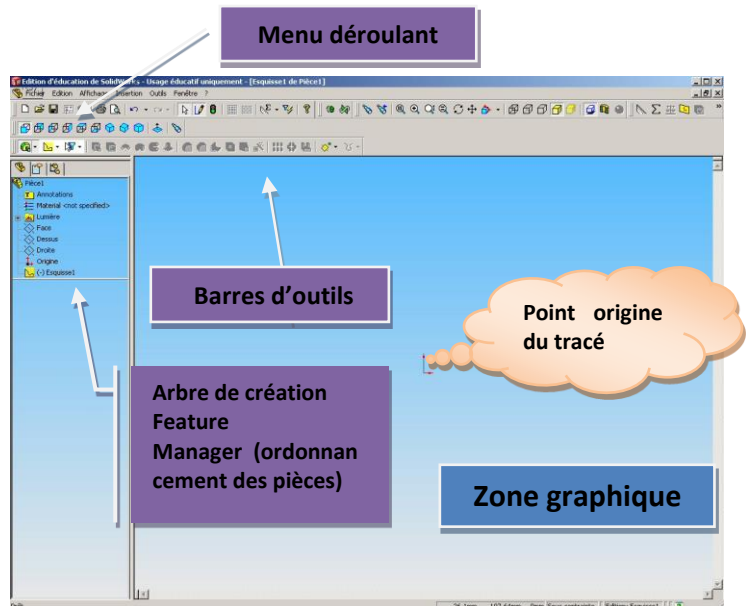 Menu déroulant
Edition d'éducation de SolidWorks - Usage éducatif uniquement - [Esquisse1 de Pièce1]
Fichier Edition Affichage Insertion Outils Fenêtre ?
Pièce1
Annotations
Material <not specified>
Lumière
Face
Dessus
Droite
Origine
(-) Esquisse1
Barres d'outils
Point origine
du tracé
Arbre de création
Feature
Manager (ordonnan
cement des pièces)
Zone graphique